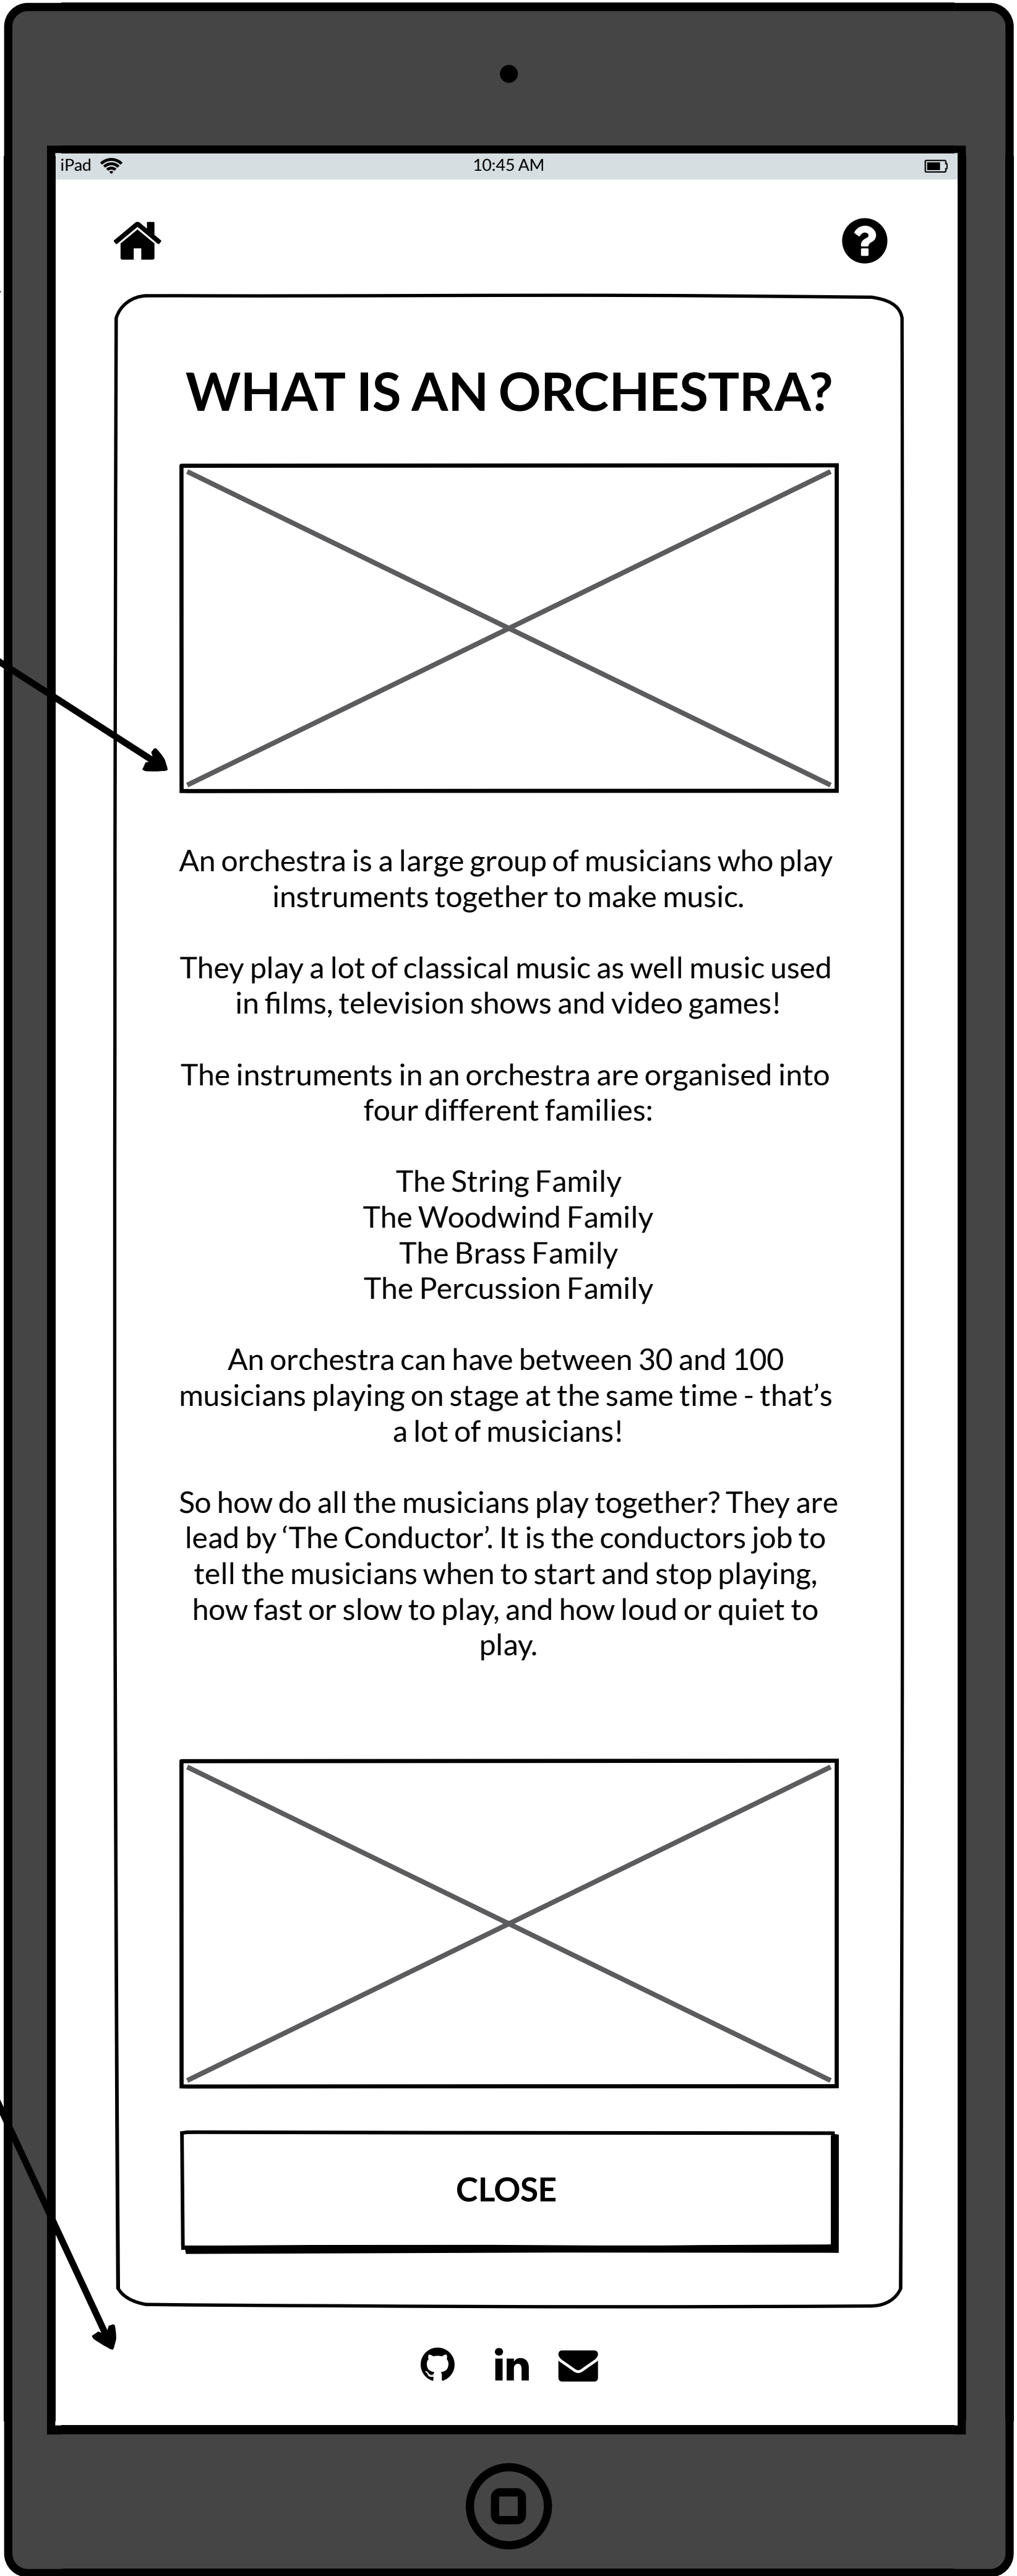 iPad 10:45 AM
WHAT IS AN ORCHESTRA?
An orchestra is a large group of musicians who play
instruments together to make music.
They play a lot of classical music as well music used
in films, television shows and video games!
The instruments in an orchestra are organised into
four different families:
The String Family
The Woodwind Family
The Brass Family
The Percussion Family
An orchestra can have between 30 and 100
musicians playing on stage at the same time - that’s
a lot of musicians!
So how do all the musicians play together? They are
lead by ‘The Conductor’. It is the conductors job to
tell the musicians when to start and stop playing,
how fast or slow to play, and how loud or quiet to
play.
CLOSE
in